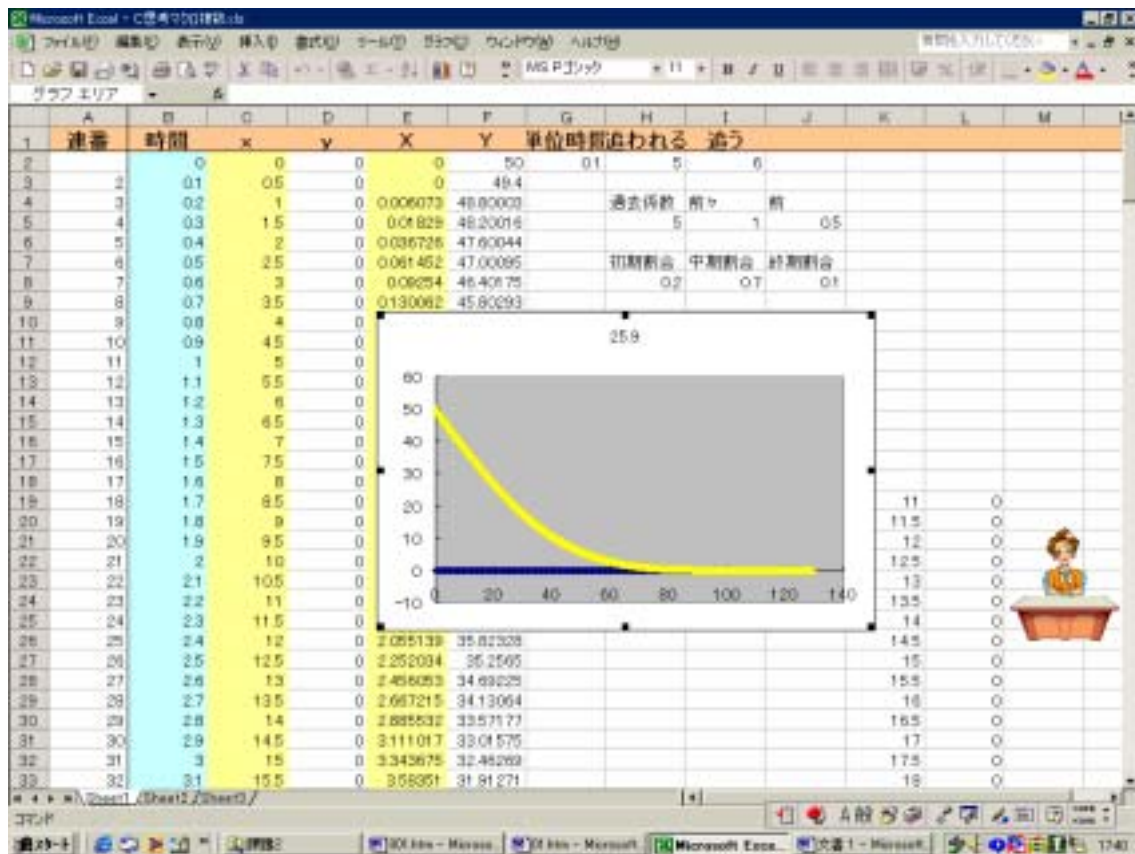 Microsoft Excel - C思考マクロ複数.xls
ファイル(F) 編集(E) 表示(V) 挿入(I) 書式(O) ツール(T) グラフ(C) ウィンドウ(W) ヘルプ(H)
MS Pゴシック 11 B I U
グラフ エリア
A B C D E F G H I J K L M
1 連番 時間 x y X Y 単位時間 追われる 追う
2 0 0 0 0 50 0.1 5 6
3 2 0.1 0.5 0 0 49.4
4 3 0.2 1 0 0.006073 48.80003 過去係数 前々 前
5 4 0.3 1.5 0 0.01829 48.20016 5 1 0.5
6 5 0.4 2 0 0.036726 47.60044
7 6 0.5 2.5 0 0.061452 47.00095 初期割合 中期割合 終期割合
8 7 0.6 3 0 0.09254 46.40175 0.2 0.7 0.1
9 8 0.7 3.5 0 0.130062 45.80293
10 9 0.8 4 0
11 10 0.9 4.5 0
12 11 1 5 0
13 12 1.1 5.5 0
14 13 1.2 6 0
15 14 1.3 6.5 0
16 15 1.4 7 0
17 16 1.5 7.5 0
18 17 1.6 8 0
19 18 1.7 8.5 0 11 0
20 19 1.8 9 0 11.5 0
21 20 1.9 9.5 0 12 0
22 21 2 10 0 12.5 0
23 22 2.1 10.5 0 13 0
24 23 2.2 11 0 13.5 0
25 24 2.3 11.5 0 14 0
26 25 2.4 12 0 2.055139 35.82328 14.5 0
27 26 2.5 12.5 0 2.252034 35.2565 15 0
28 27 2.6 13 0 2.456053 34.69225 15.5 0
29 28 2.7 13.5 0 2.667215 34.13064 16 0
30 29 2.8 14 0 2.885532 33.57177 16.5 0
31 30 2.9 14.5 0 3.111017 33.01575 17 0
32 31 3 15 0 3.343675 32.46269 17.5 0
33 32 3.1 15.5 0 3.58351 31.91271 18 0
25.9
60
50
40
30
20
10
0
-10
0 20 40 60 80 100 120 140
Sheet1 Sheet2 Sheet3
コマンド
A 般
スタート
Microsoft Exce...
文書 1 - Microsoft...
17:40